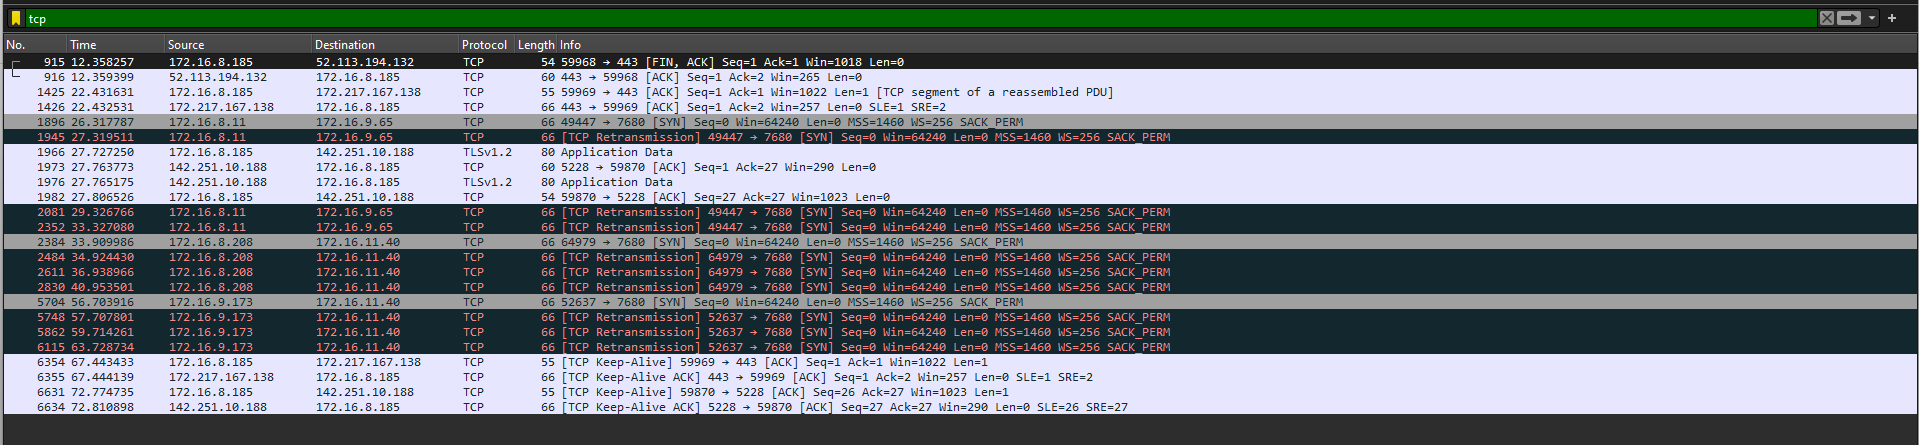 tcp
No. Time Source Destination Protocol Length Info
915 12.358257 172.16.8.185 52.113.194.132 TCP 54 59968 → 443 [FIN, ACK] Seq=1 Ack=1 Win=1018 Len=0
916 12.359399 52.113.194.132 172.16.8.185 TCP 60 443 → 59968 [ACK] Seq=1 Ack=2 Win=265 Len=0
1425 22.431631 172.16.8.185 172.217.167.138 TCP 55 59969 → 443 [ACK] Seq=1 Ack=1 Win=1022 Len=1 [TCP segment of a reassembled PDU]
1426 22.432531 172.217.167.138 172.16.8.185 TCP 66 443 → 59969 [ACK] Seq=1 Ack=2 Win=257 Len=0 SLE=1 SRE=2
1896 26.317787 172.16.8.11 172.16.9.65 TCP 66 49447 → 7680 [SYN] Seq=0 Win=64240 Len=0 MSS=1460 WS=256 SACK_PERM
1945 27.319511 172.16.8.11 172.16.9.65 TCP 66 [TCP Retransmission] 49447 → 7680 [SYN] Seq=0 Win=64240 Len=0 MSS=1460 WS=256 SACK_PERM
1966 27.727250 172.16.8.185 142.251.10.188 TLSv1.2 80 Application Data
1973 27.763773 142.251.10.188 172.16.8.185 TCP 60 5228 → 59870 [ACK] Seq=1 Ack=27 Win=290 Len=0
1976 27.765175 142.251.10.188 172.16.8.185 TLSv1.2 80 Application Data
1982 27.806526 172.16.8.185 142.251.10.188 TCP 54 59870 → 5228 [ACK] Seq=27 Ack=27 Win=1023 Len=0
2081 29.326766 172.16.8.11 172.16.9.65 TCP 66 [TCP Retransmission] 49447 → 7680 [SYN] Seq=0 Win=64240 Len=0 MSS=1460 WS=256 SACK_PERM
2352 33.327080 172.16.8.11 172.16.9.65 TCP 66 [TCP Retransmission] 49447 → 7680 [SYN] Seq=0 Win=64240 Len=0 MSS=1460 WS=256 SACK_PERM
2384 33.909986 172.16.8.208 172.16.11.40 TCP 66 64979 → 7680 [SYN] Seq=0 Win=64240 Len=0 MSS=1460 WS=256 SACK_PERM
2484 34.924430 172.16.8.208 172.16.11.40 TCP 66 [TCP Retransmission] 64979 → 7680 [SYN] Seq=0 Win=64240 Len=0 MSS=1460 WS=256 SACK_PERM
2611 36.938966 172.16.8.208 172.16.11.40 TCP 66 [TCP Retransmission] 64979 → 7680 [SYN] Seq=0 Win=64240 Len=0 MSS=1460 WS=256 SACK_PERM
2830 40.953501 172.16.8.208 172.16.11.40 TCP 66 [TCP Retransmission] 64979 → 7680 [SYN] Seq=0 Win=64240 Len=0 MSS=1460 WS=256 SACK_PERM
5704 56.703916 172.16.9.173 172.16.11.40 TCP 66 52637 → 7680 [SYN] Seq=0 Win=64240 Len=0 MSS=1460 WS=256 SACK_PERM
5748 57.707801 172.16.9.173 172.16.11.40 TCP 66 [TCP Retransmission] 52637 → 7680 [SYN] Seq=0 Win=64240 Len=0 MSS=1460 WS=256 SACK_PERM
5862 59.714261 172.16.9.173 172.16.11.40 TCP 66 [TCP Retransmission] 52637 → 7680 [SYN] Seq=0 Win=64240 Len=0 MSS=1460 WS=256 SACK_PERM
6115 63.728734 172.16.9.173 172.16.11.40 TCP 66 [TCP Retransmission] 52637 → 7680 [SYN] Seq=0 Win=64240 Len=0 MSS=1460 WS=256 SACK_PERM
6354 67.443433 172.16.8.185 172.217.167.138 TCP 55 [TCP Keep-Alive] 59969 → 443 [ACK] Seq=1 Ack=1 Win=1022 Len=1
6355 67.444139 172.217.167.138 172.16.8.185 TCP 66 [TCP Keep-Alive ACK] 443 → 59969 [ACK] Seq=1 Ack=2 Win=257 Len=0 SLE=1 SRE=2
6631 72.774735 172.16.8.185 142.251.10.188 TCP 55 [TCP Keep-Alive] 59870 → 5228 [ACK] Seq=26 Ack=27 Win=1023 Len=1
6634 72.810898 142.251.10.188 172.16.8.185 TCP 66 [TCP Keep-Alive ACK] 5228 → 59870 [ACK] Seq=27 Ack=27 Win=290 Len=0 SLE=26 SRE=27